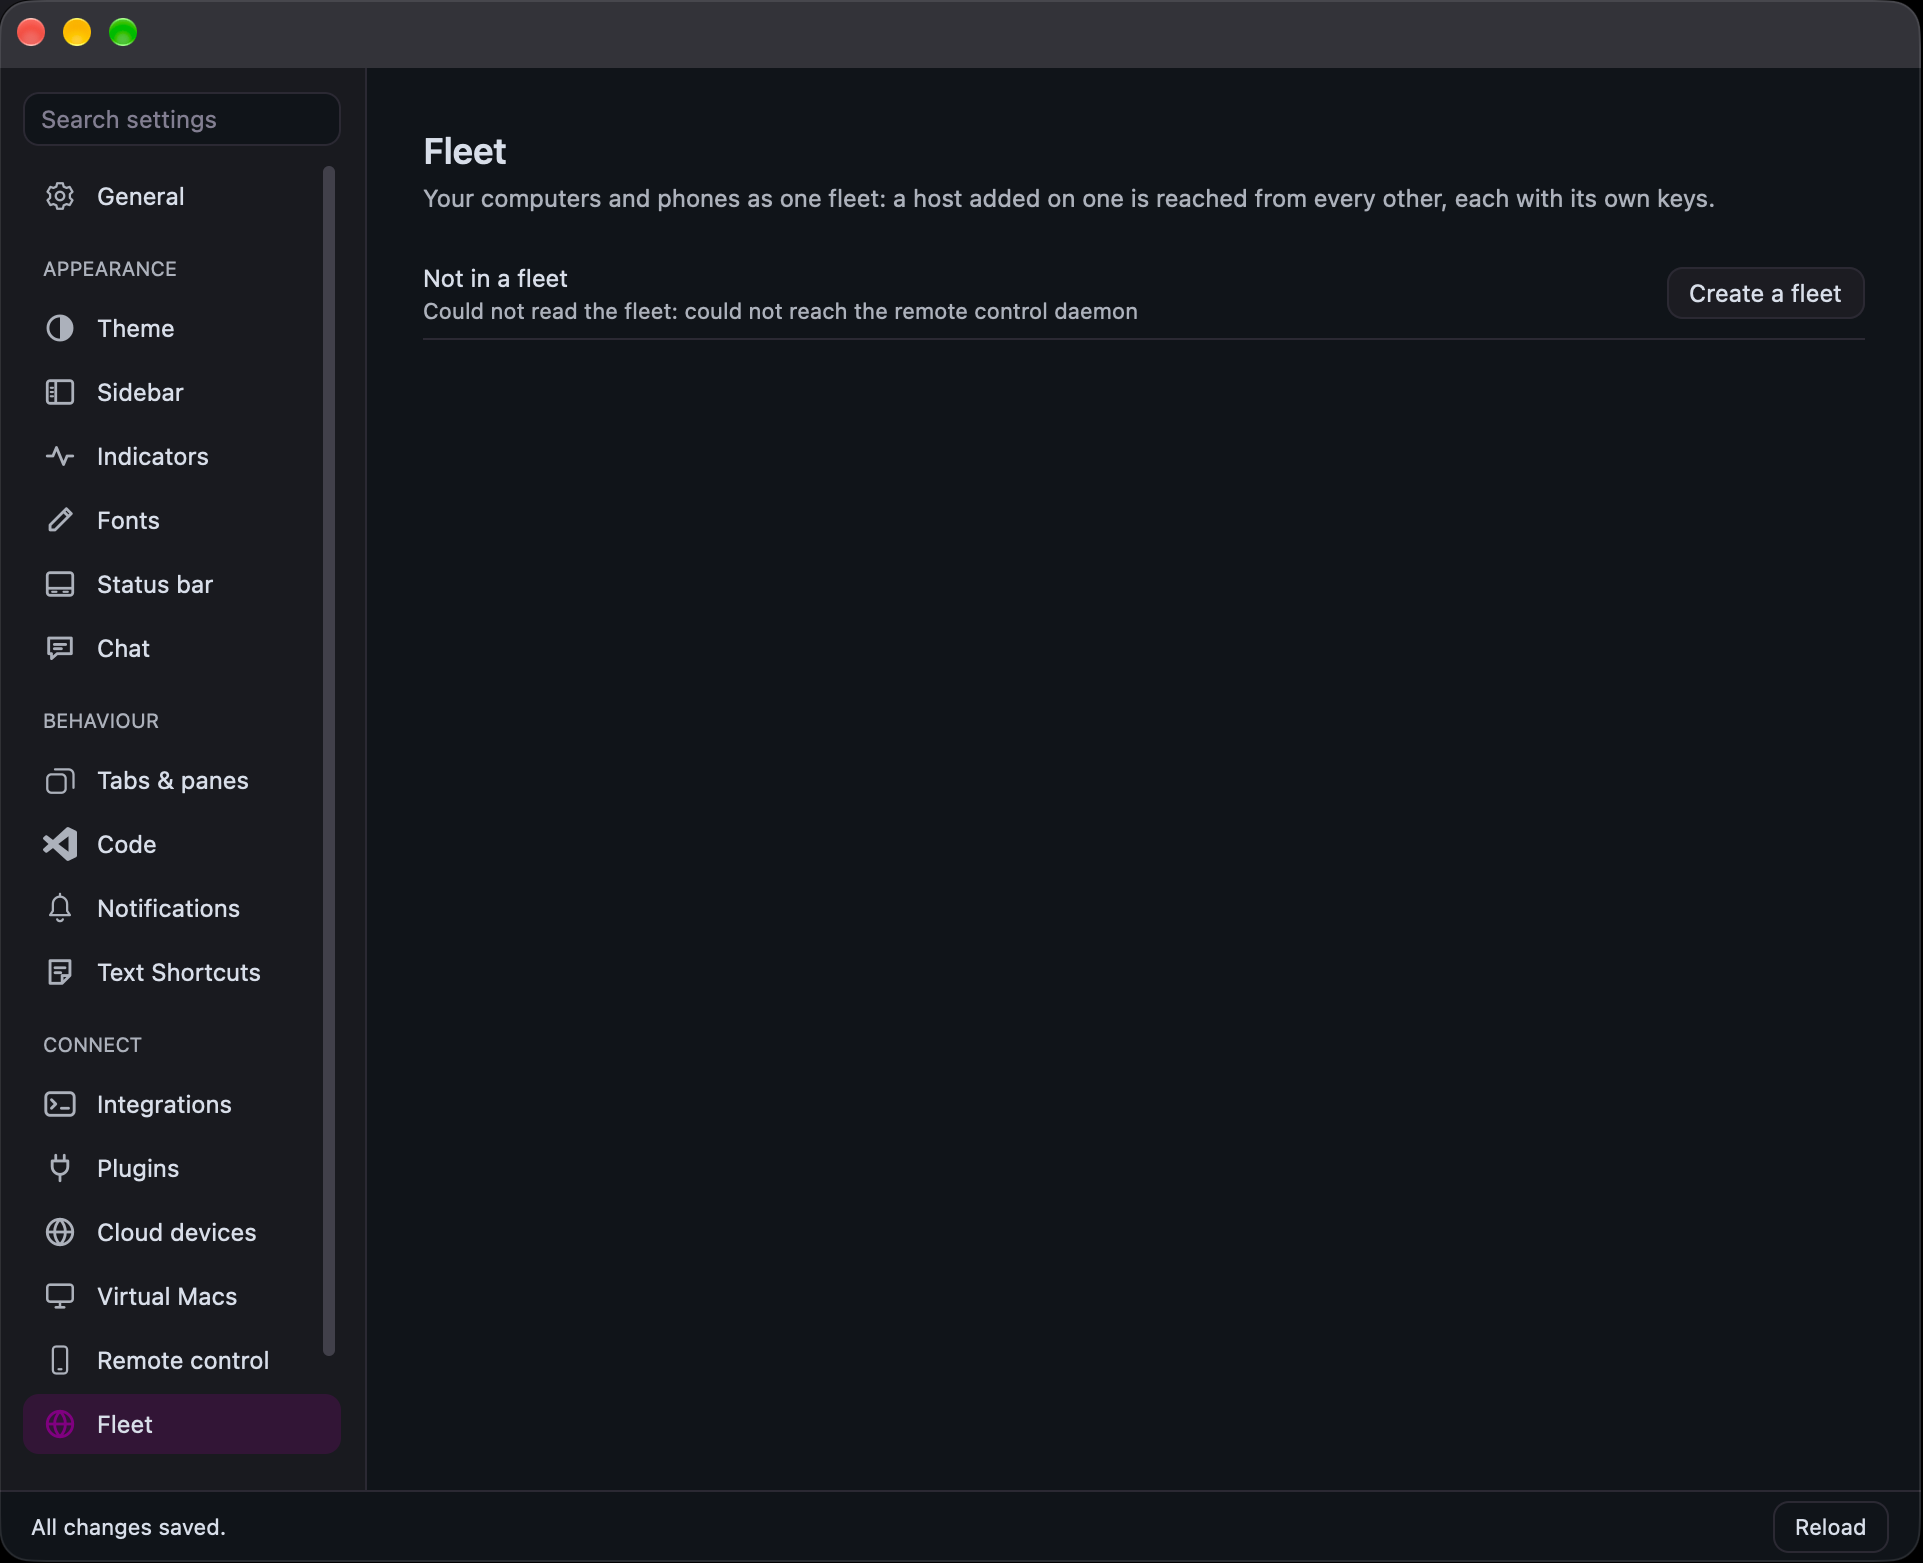 Search settings
General
APPEARANCE
Theme
Sidebar
Indicators
Fonts
Status bar
Chat
BEHAVIOUR
Tabs & panes
Code
Notifications
Text Shortcuts
CONNECT
Integrations
Plugins
Cloud devices
Virtual Macs
Remote control
Fleet
Fleet
Your computers and phones as one fleet: a host added on one is reached from every other, each with its own keys.
Not in a fleet
Could not read the fleet: could not reach the remote control daemon
Create a fleet
All changes saved.
Reload